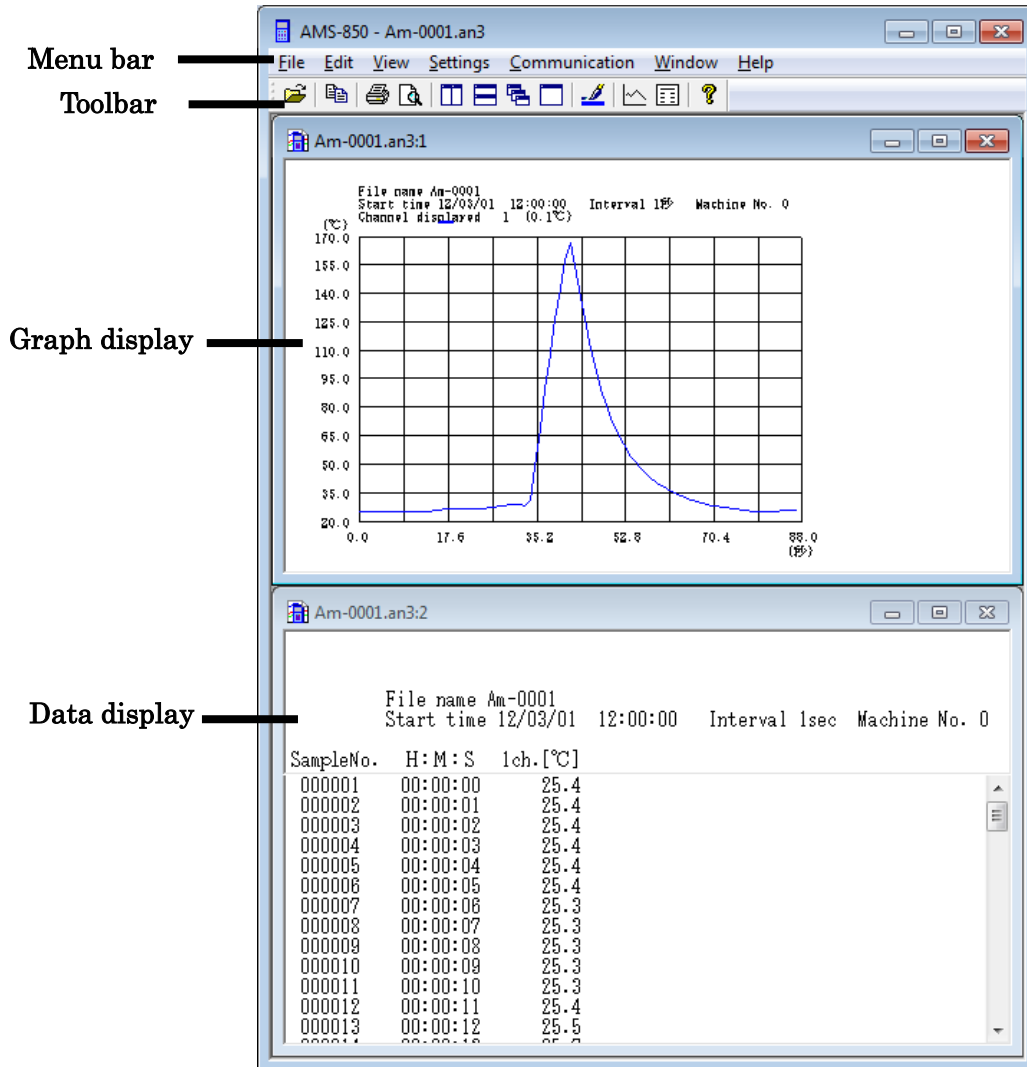 AMS-850 - Am-0001.an3
Menu bar
File Edit View Settings Communication Window Help
Toolbar
Am-0001.an3:1
File name Am-0001
Start time 12/03/01 12:00:00 Interval 1秒 Machine No. 0
Channel displayed 1 (0.1℃)
(℃)
170.0
155.0
140.0
125.0
Graph display
110.0
95.0
80.0
65.0
50.0
35.0
20.0
0.0 17.6 35.2 52.8 70.4 88.0
(秒)
Am-0001.an3:2
Data display
File name Am-0001
Start time 12/03/01 12:00:00 Interval 1sec Machine No. 0
SampleNo. H:M:S 1ch.[℃]
000001 00:00:00 25.4
000002 00:00:01 25.4
000003 00:00:02 25.4
000004 00:00:03 25.4
000005 00:00:04 25.4
000006 00:00:05 25.4
000007 00:00:06 25.3
000008 00:00:07 25.3
000009 00:00:08 25.3
000010 00:00:09 25.3
000011 00:00:10 25.3
000012 00:00:11 25.4
000013 00:00:12 25.5